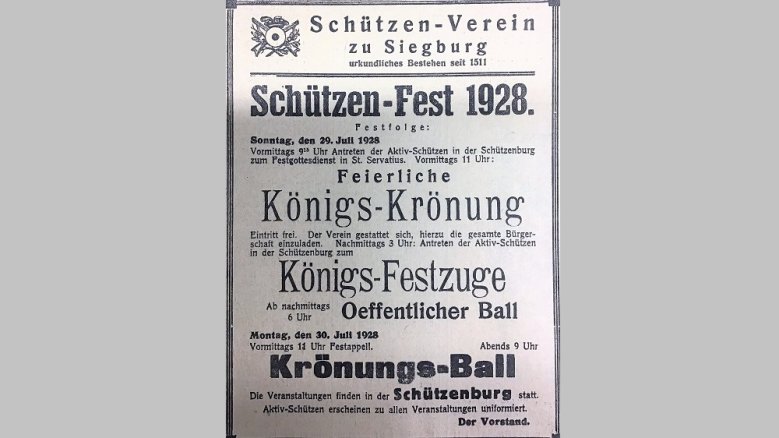 Schützen-Verein
zu Siegburg
urkundliches Bestehen seit 1511
Schützen-Fest 1928.
Festfolge:
Sonntag, den 29. Juli 1928
Vormittags 9¹⁵ Uhr Antreten der Aktiv-Schützen in der Schützenburg
zum Festgottesdienst in St. Servatius. Vormittags 11 Uhr:
Feierliche
Königs-Krönung
Eintritt frei. Der Verein gestattet sich, hierzu die gesamte Bürger-
schaft einzuladen. Nachmittags 3 Uhr: Antreten der Aktiv-Schützen
in der Schützenburg zum
Königs-Festzuge
Ab nachmittags
6 Uhr
Oeffentlicher Ball
Montag, den 30. Juli 1928
Vormittags 11 Uhr Festappell. Abends 9 Uhr
Krönungs-Ball
Die Veranstaltungen finden in der Schützenburg statt.
Aktiv-Schützen erscheinen zu allen Veranstaltungen uniformiert.
Der Vorstand.